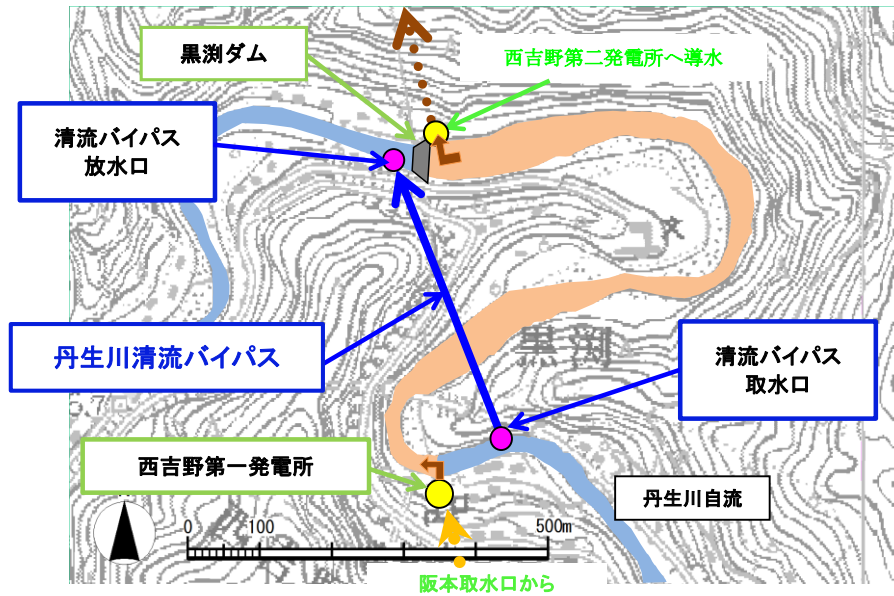 黒渕ダム
西吉野第二発電所へ導水
清流バイパス
放水口
丹生川清流バイパス
黒渕
清流バイパス
取水口
西吉野第一発電所
丹生川自流
0 100 500m
阪本取水口から